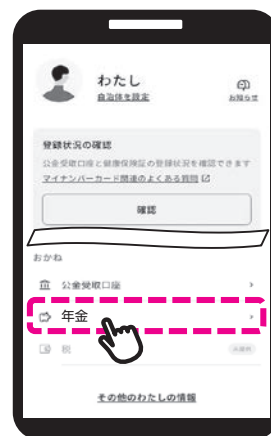 わたし
自治体を設定
お知らせ
登録状況の確認
公金受取口座と健康保険証の登録状況を確認できます
マイナンバーカード関連のよくある質問
確認
おかね
公金受取口座
年金
税
その他のわたしの情報